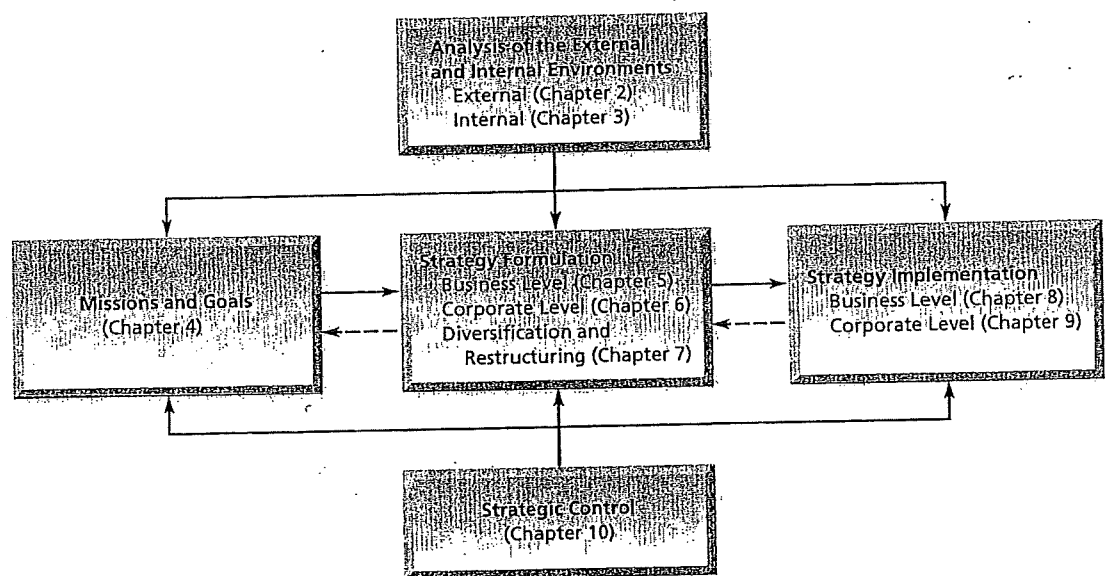 Analysis of the External
and Internal Environments
External (Chapter 2)
Internal (Chapter 3)
Missions and Goals
(Chapter 4)
Strategy Formulation
Business Level (Chapter 5)
Corporate Level (Chapter 6)
Diversification and
Restructuring (Chapter 7)
Strategy Implementation
Business Level (Chapter 8)
Corporate Level (Chapter 9)
Strategic Control
(Chapter 10)